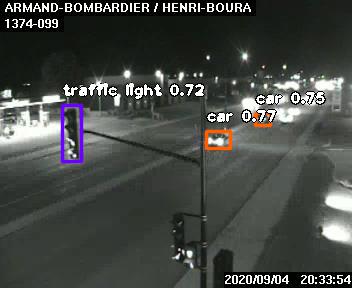 ARMAND-BOMBARDIER / HENRI-BOURA
1374-099
traffic light 0.72
car 0.75
car 0.77
2020/09/04 20:33:54